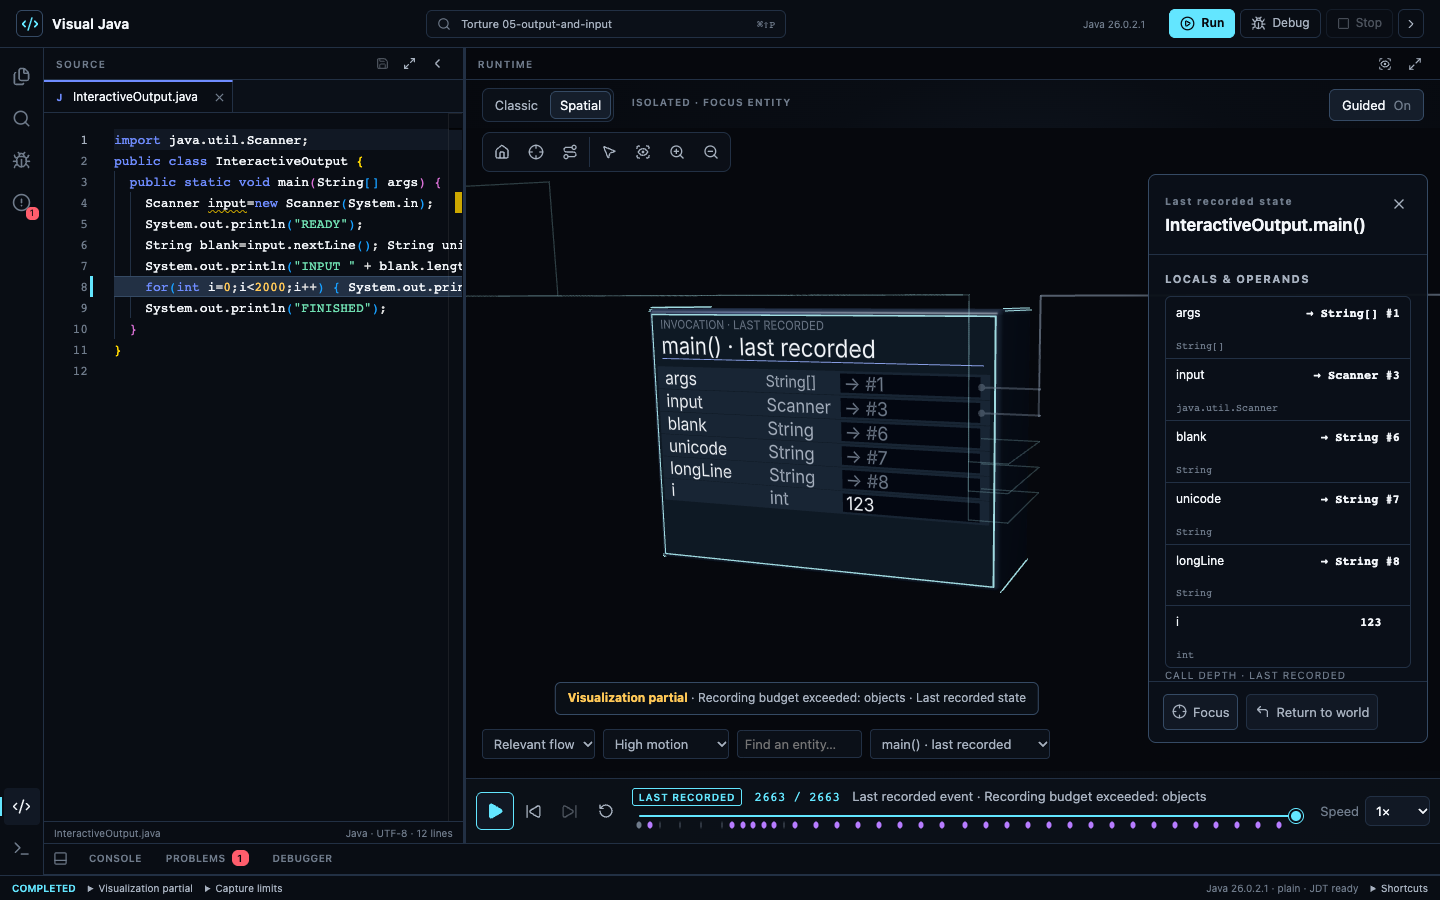 Visual Java
Torture 05-output-and-input
⌘⇧P
Java 26.0.2.1
Run
Debug
Stop
SOURCE
J InteractiveOutput.java
1 import java.util.Scanner;
2 public class InteractiveOutput {
3 public static void main(String[] args) {
4 Scanner input=new Scanner(System.in);
5 System.out.println("READY");
6 String blank=input.nextLine(); String uni
7 System.out.println("INPUT " + blank.lengt
8 for(int i=0;i<2000;i++) { System.out.prin
9 System.out.println("FINISHED");
10 }
11 }
12
1
InteractiveOutput.java
Java · UTF-8 · 12 lines
RUNTIME
Classic
Spatial
ISOLATED · FOCUS ENTITY
Guided On
INVOCATION · LAST RECORDED
main() · last recorded
args String[] → #1
input Scanner → #3
blank String → #6
unicode String → #7
longLine String → #8
i int 123
Last recorded state
InteractiveOutput.main()
LOCALS & OPERANDS
args → String[] #1
String[]
input → Scanner #3
java.util.Scanner
blank → String #6
String
unicode → String #7
String
longLine → String #8
String
i 123
int
CALL DEPTH · LAST RECORDED
Focus
Return to world
Visualization partial · Recording budget exceeded: objects · Last recorded state
Relevant flow
High motion
Find an entity...
main() · last recorded
LAST RECORDED 2663 / 2663 Last recorded event · Recording budget exceeded: objects
Speed 1×
CONSOLE
PROBLEMS 1
DEBUGGER
COMPLETED
Visualization partial
Capture limits
Java 26.0.2.1 · plain · JDT ready
Shortcuts